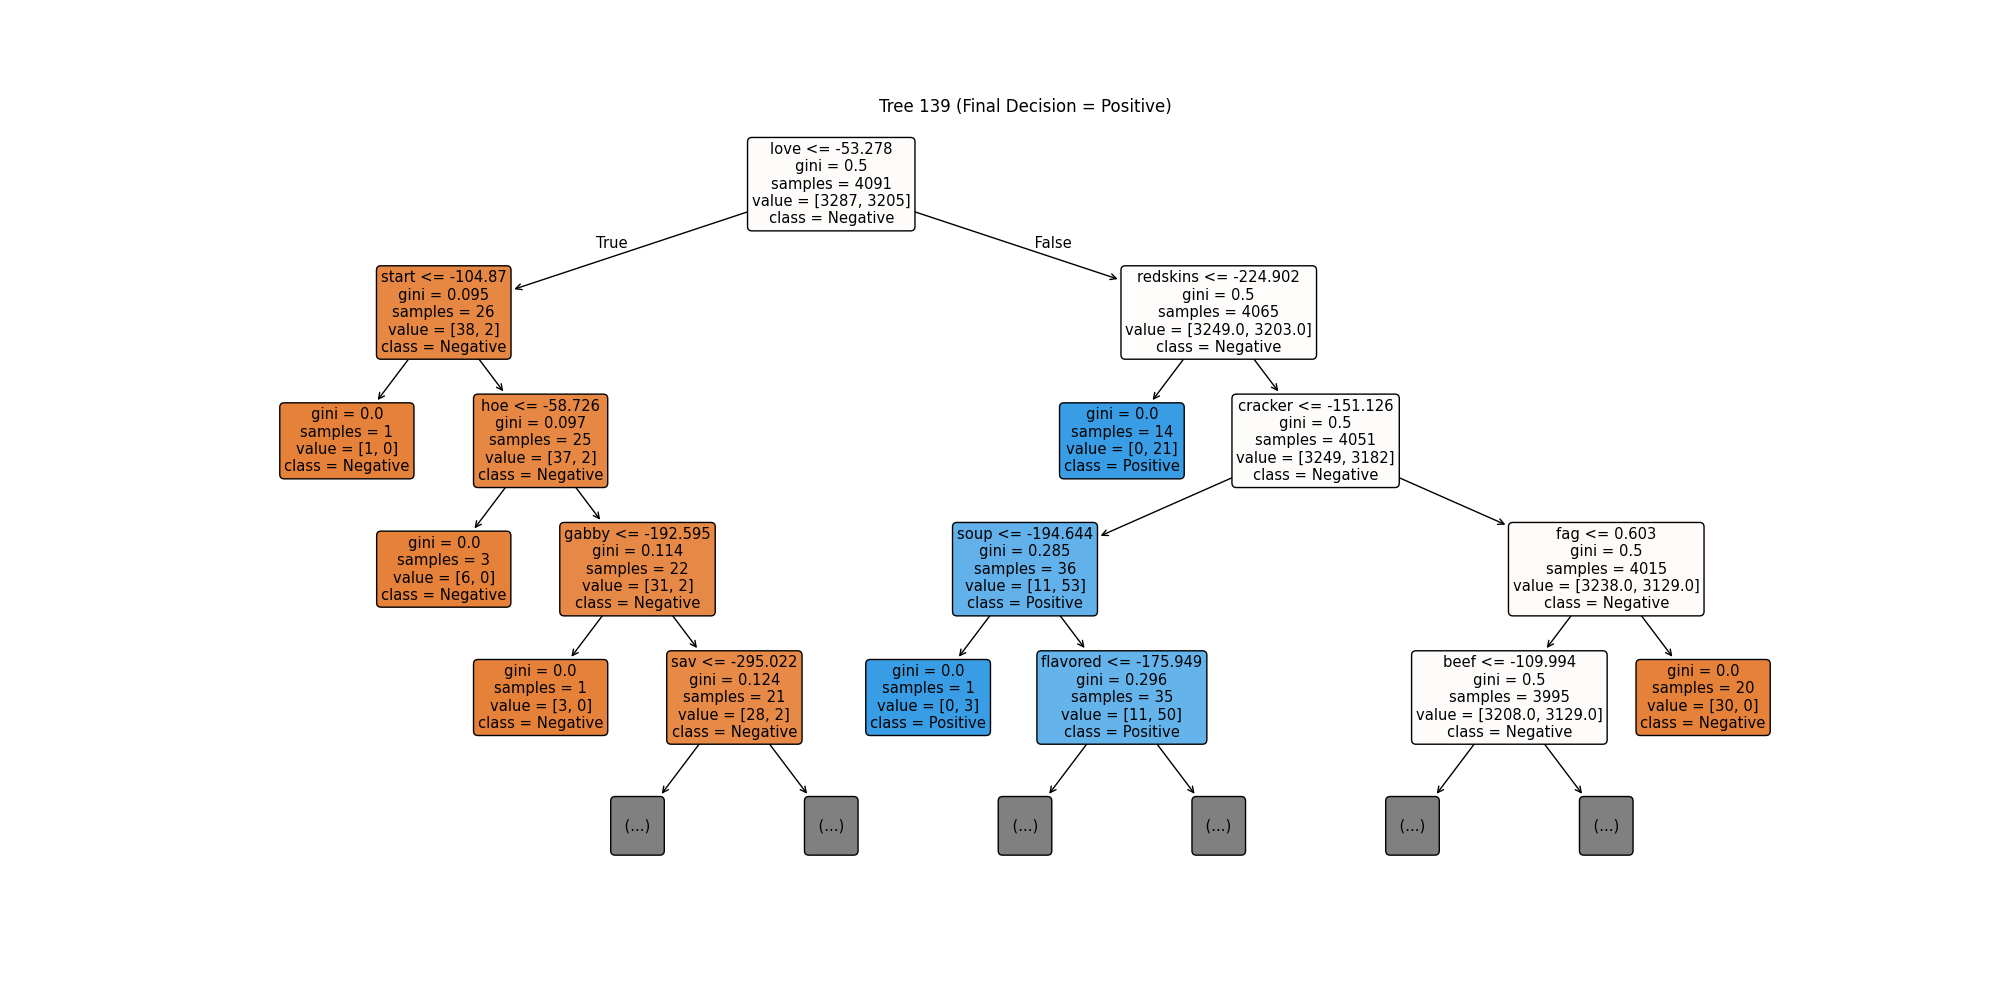 Tree 139 (Final Decision = Positive)
love <= -53.278
gini = 0.5
samples = 4091
value = [3287, 3205]
class = Negative
True
False
start <= -104.87
gini = 0.095
samples = 26
value = [38, 2]
class = Negative
redskins <= -224.902
gini = 0.5
samples = 4065
value = [3249.0, 3203.0]
class = Negative
gini = 0.0
samples = 1
value = [1, 0]
class = Negative
hoe <= -58.726
gini = 0.097
samples = 25
value = [37, 2]
class = Negative
gini = 0.0
samples = 14
value = [0, 21]
class = Positive
cracker <= -151.126
gini = 0.5
samples = 4051
value = [3249, 3182]
class = Negative
gini = 0.0
samples = 3
value = [6, 0]
class = Negative
gabby <= -192.595
gini = 0.114
samples = 22
value = [31, 2]
class = Negative
soup <= -194.644
gini = 0.285
samples = 36
value = [11, 53]
class = Positive
fag <= 0.603
gini = 0.5
samples = 4015
value = [3238.0, 3129.0]
class = Negative
gini = 0.0
samples = 1
value = [3, 0]
class = Negative
sav <= -295.022
gini = 0.124
samples = 21
value = [28, 2]
class = Negative
gini = 0.0
samples = 1
value = [0, 3]
class = Positive
flavored <= -175.949
gini = 0.296
samples = 35
value = [11, 50]
class = Positive
beef <= -109.994
gini = 0.5
samples = 3995
value = [3208.0, 3129.0]
class = Negative
gini = 0.0
samples = 20
value = [30, 0]
class = Negative
(...)
(...)
(...)
(...)
(...)
(...)